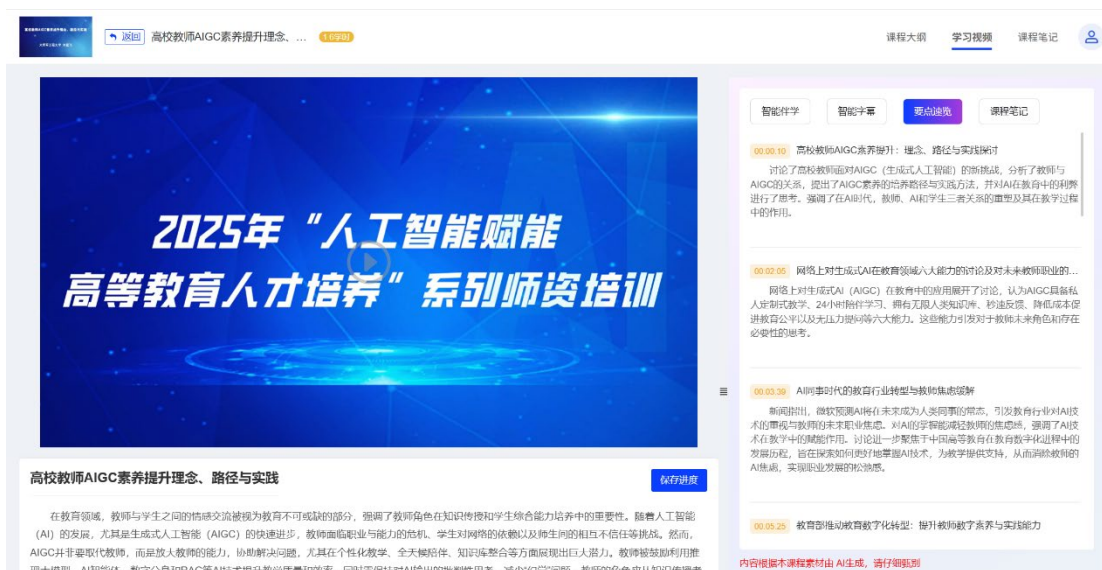 返回 高校教师AIGC素养提升理念、... 1.6学时
课程大纲 学习视频 课程笔记
2025年“人工智能赋能
高等教育人才培养”系列师资培训
智能伴学 智能字幕 要点速览 课程笔记
00:00:10 高校教师AIGC素养提升：理念、路径与实践探讨
讨论了高校教师面对AIGC（生成式人工智能）的新挑战，分析了教师与
AIGC的关系，提出了AIGC素养的培养路径与实践方法，并对AI在教育中的利弊
进行了思考。强调了在AI时代，教师、AI和学生三者关系的重塑及其在教学过程
中的作用。
00:02:05 网络上对生成式AI在教育领域六大能力的讨论及对未来教师职业的...
网络上对生成式AI（AIGC）在教育中的应用展开了讨论，认为AIGC具备私
人定制式教学、24小时陪伴学习、拥有无限人类知识库、秒速反馈、降低成本促
进教育公平以及无压力提问等六大能力。这些能力引发对于教师未来角色和存在
必要性的思考。
00:03:39 AI同事时代的教育行业转型与教师焦虑缓解
新闻指出，微软预测AI将在未来成为人类同事的常态，引发教育行业对AI技
术的重视与教师的未来职业焦虑。对AI的掌握能减轻教师的焦虑感，强调了AI技
术在教学中的赋能作用。讨论进一步聚焦于中国高等教育在教育数字化进程中的
发展历程，旨在探索如何更好地掌握AI技术，为教学提供支持，从而消除教师的
AI焦虑，实现职业发展的松弛感。
00:05:25 教育部推动教育数字化转型：提升教师数字素养与实践能力
内容根据本课程素材由 AI生成，请仔细甄别
高校教师AIGC素养提升理念、路径与实践
保存进度
在教育领域，教师与学生之间的情感交流被视为教育不可或缺的部分，强调了教师角色在知识传授和学生综合能力培养中的重要性。随着人工智能
（AI）的发展，尤其是生成式人工智能（AIGC）的快速进步，教师面临职业与能力的危机、学生对网络的依赖以及师生间的相互不信任等挑战。然而，
AIGC并非要取代教师，而是放大教师的能力，协助解决问题，尤其在个性化教学、全天候陪伴、知识库整合等方面展现出巨大潜力。教师被鼓励利用推